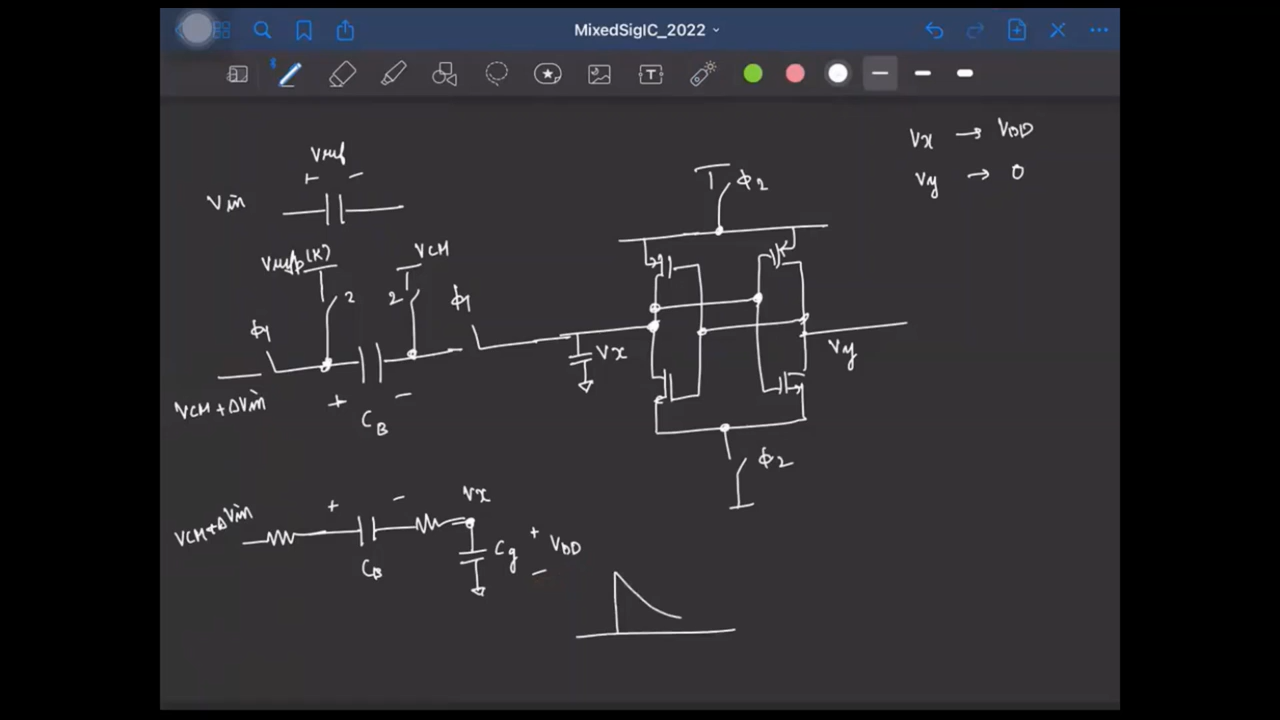 MixedSigIC_2022
T
Vx → VDD
Vy → 0
Vref
+ −
Vin
Vrefp(K)
VCM
2
2
ϕ1
ϕ1
VCM+ΔVin
+ −
CB
Vx
ϕ2
Vy
ϕ2
VCM+ΔVin
+ −
CB
Vx
Cg
+
VDD
−